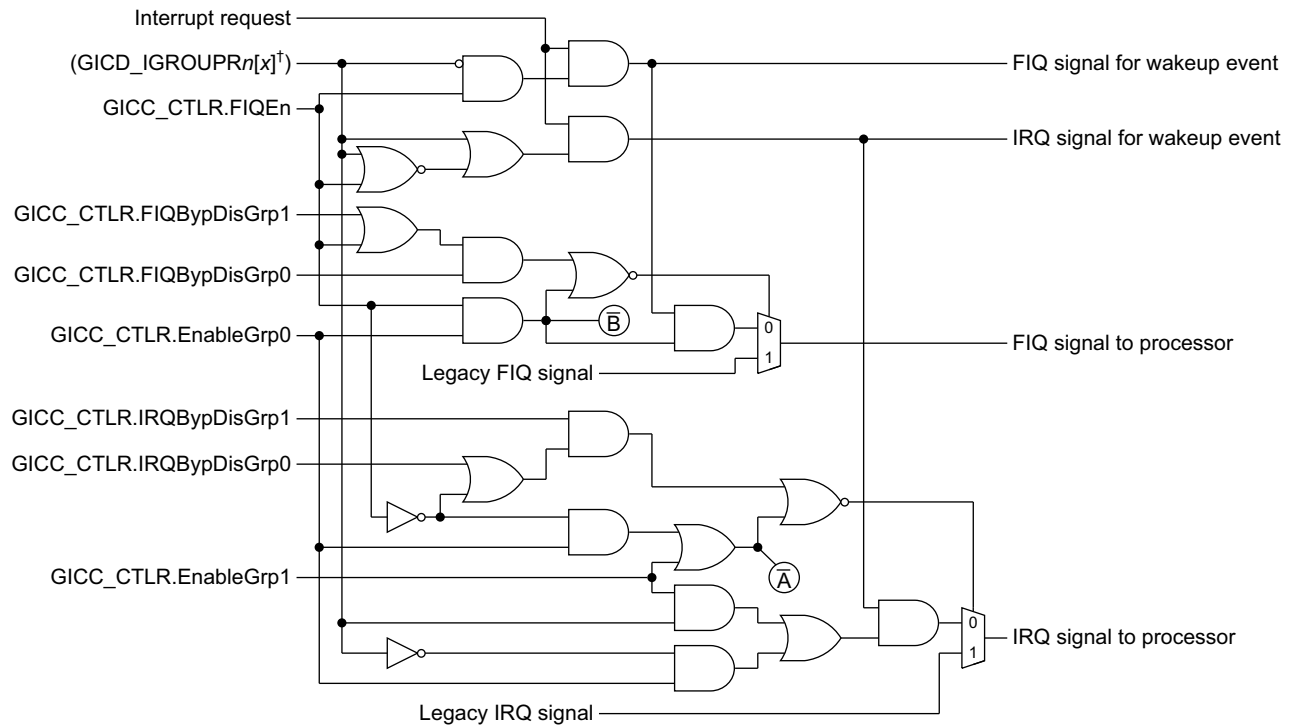 Interrupt request
(GICD_IGROUPRn[x]†)
FIQ signal for wakeup event
GICC_CTLR.FIQEn
IRQ signal for wakeup event
GICC_CTLR.FIQBypDisGrp1
GICC_CTLR.FIQBypDisGrp0
B̅
0
GICC_CTLR.EnableGrp0
FIQ signal to processor
1
Legacy FIQ signal
GICC_CTLR.IRQBypDisGrp1
GICC_CTLR.IRQBypDisGrp0
GICC_CTLR.EnableGrp1
A̅
0
IRQ signal to processor
1
Legacy IRQ signal